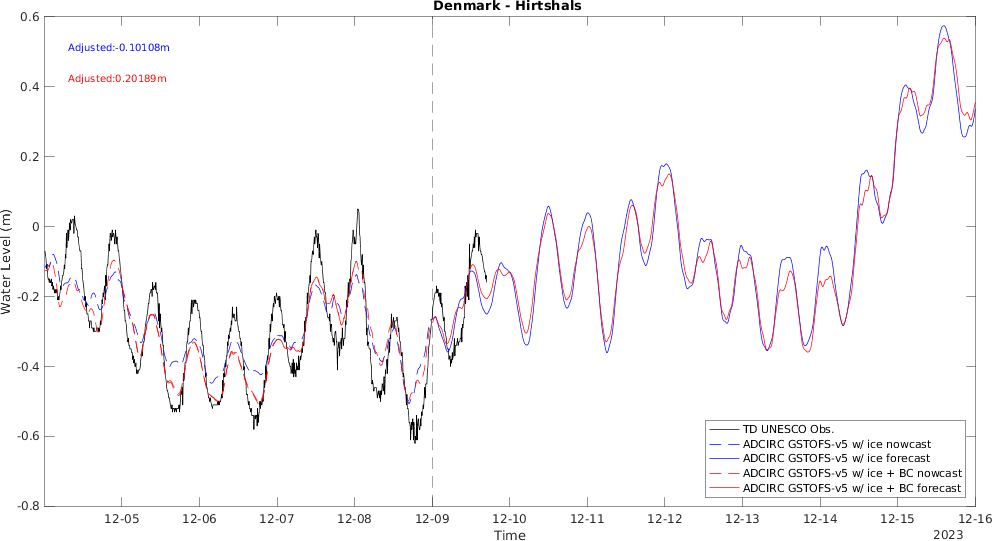 Denmark - Hirtshals
Adjusted:-0.10108m
Adjusted:0.20189m
Water Level (m)
0.6
0.4
0.2
0
-0.2
-0.4
-0.6
-0.8
TD UNESCO Obs.
ADCIRC GSTOFS-v5 w/ ice nowcast
ADCIRC GSTOFS-v5 w/ ice forecast
ADCIRC GSTOFS-v5 w/ ice + BC nowcast
ADCIRC GSTOFS-v5 w/ ice + BC forecast
12-05 12-06 12-07 12-08 12-09 12-10 12-11 12-12 12-13 12-14 12-15 12-16
Time
2023